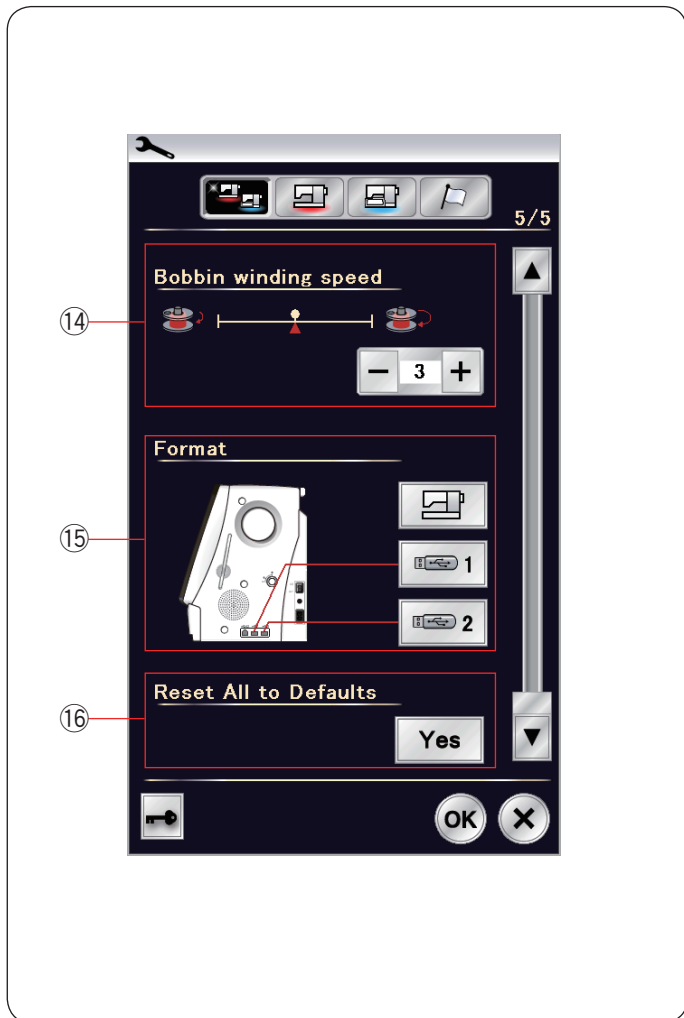 5/5
Bobbin winding speed
⑭
− 3 +
Format
⑮
1
2
Reset All to Defaults
⑯
Yes
OK